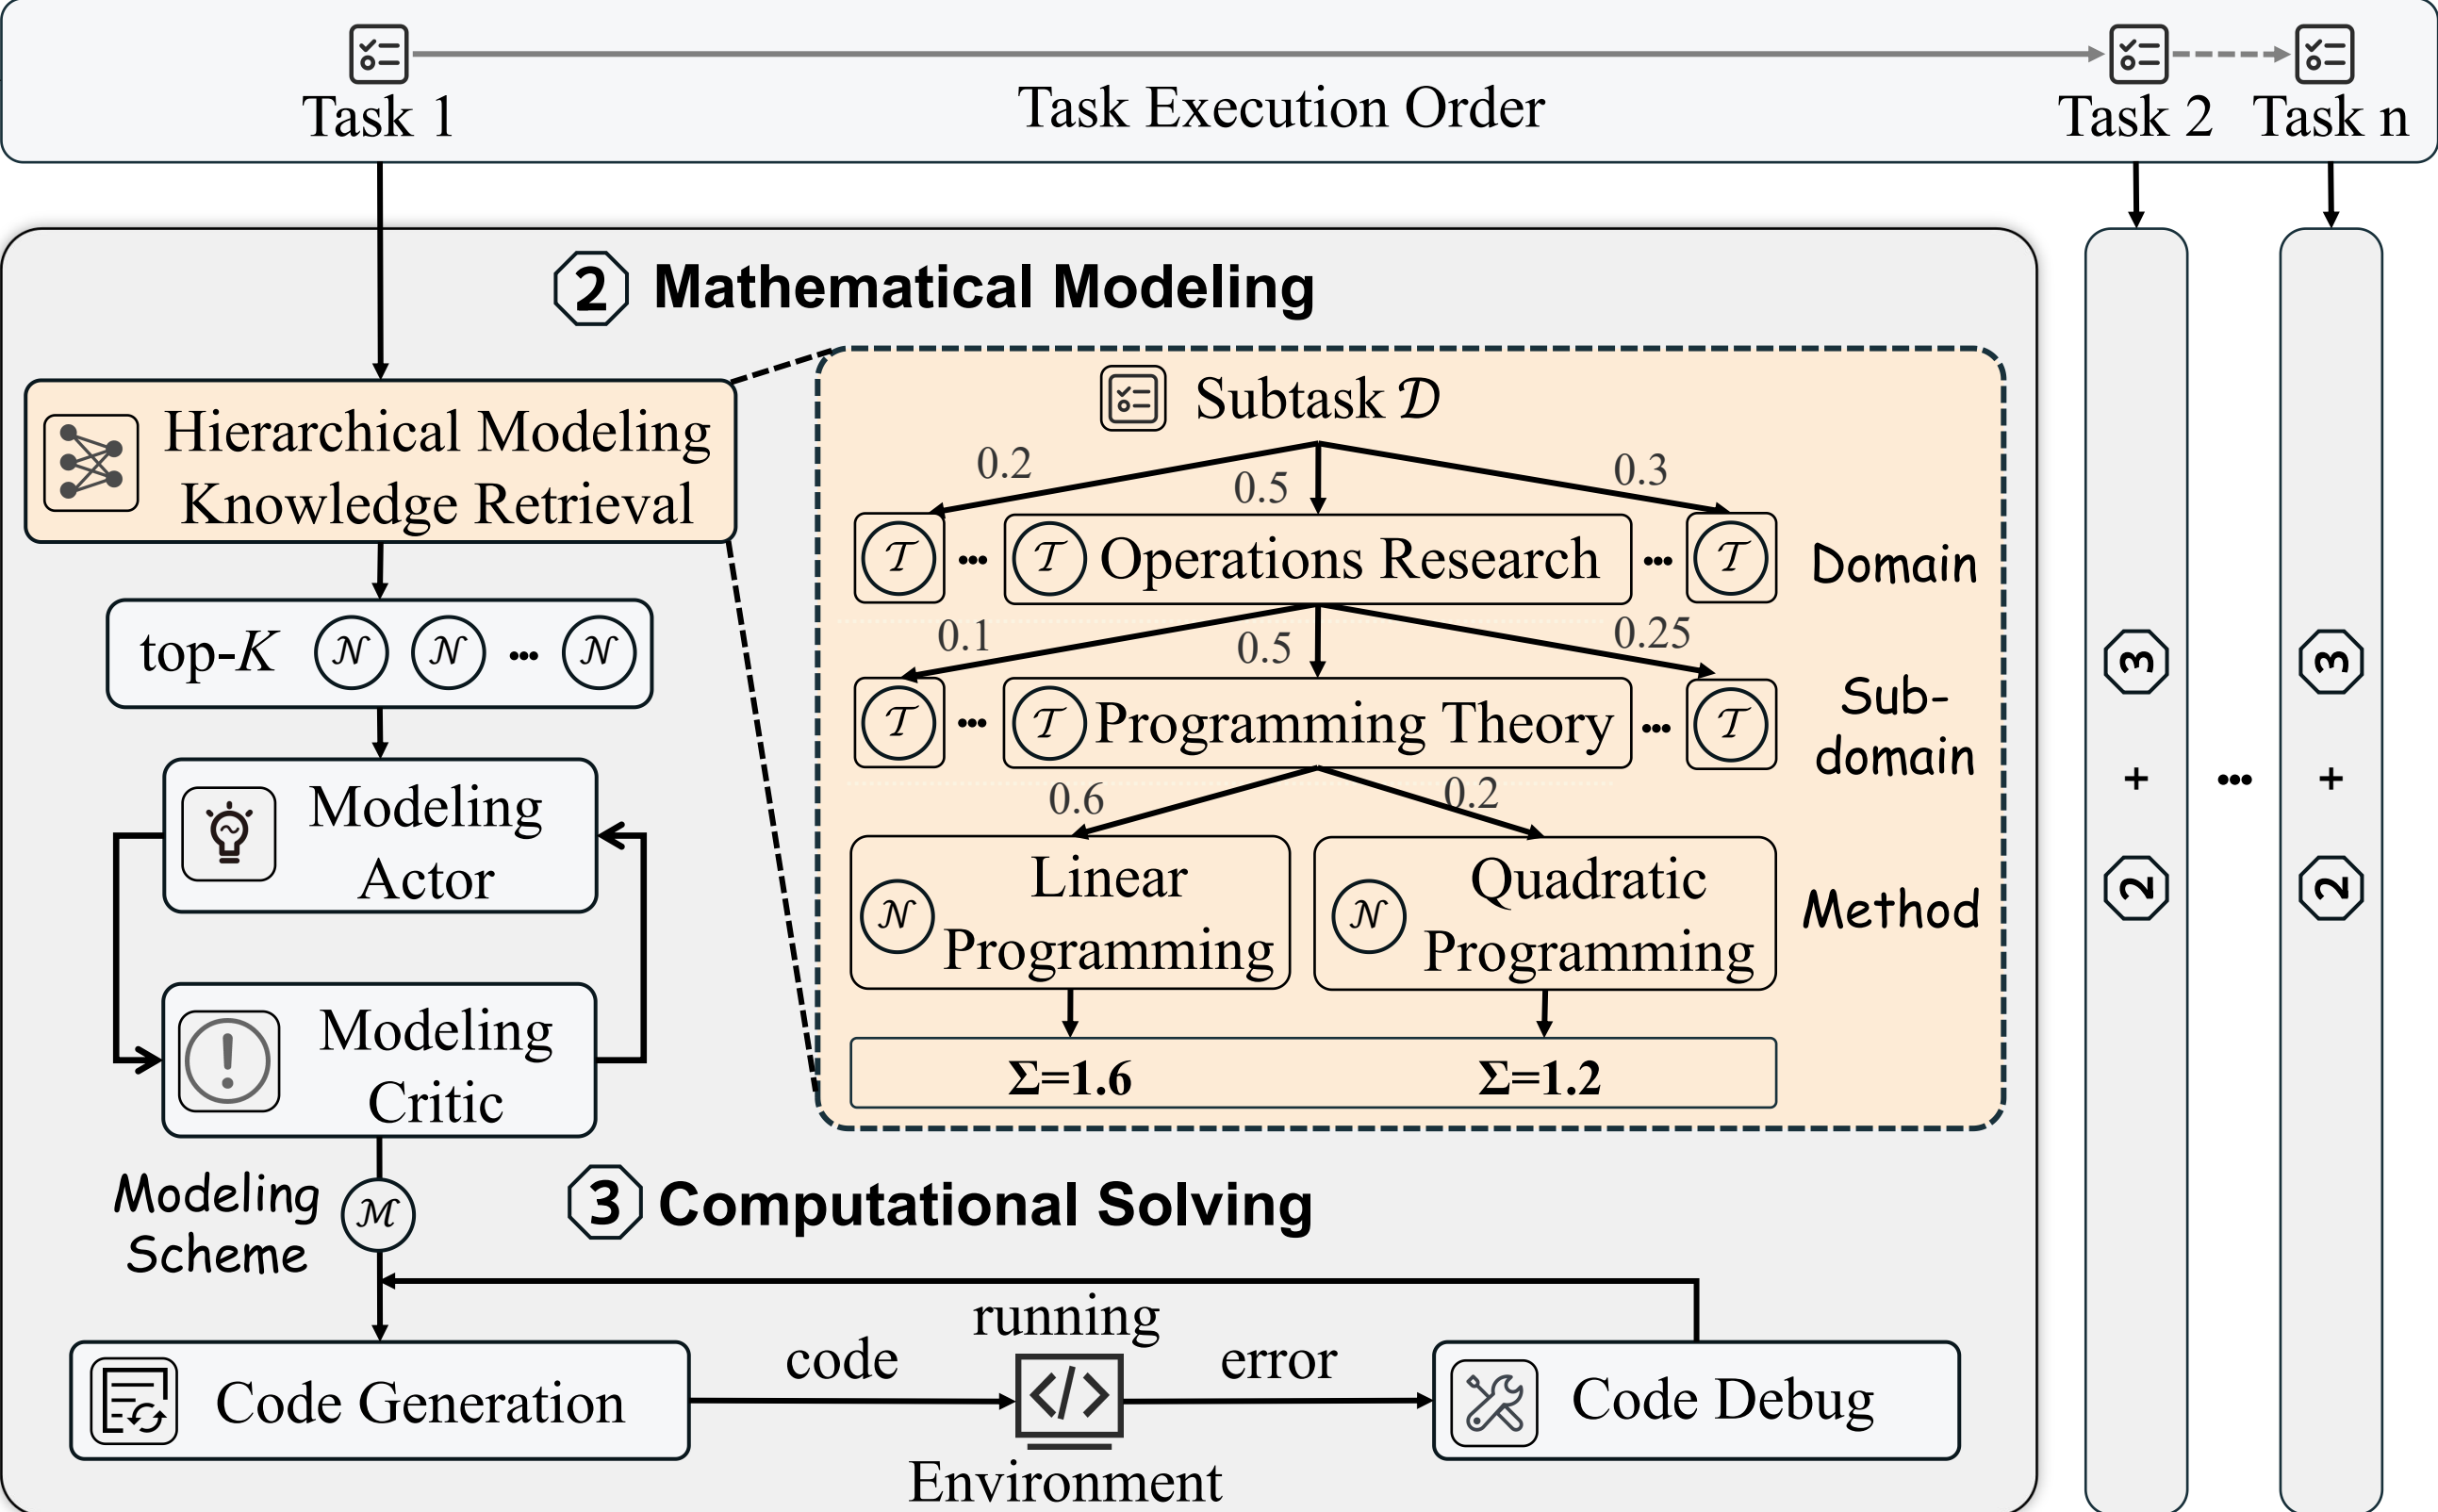 Task 1
Task Execution Order
Task 2
Task n
2 Mathematical Modeling
Hierarchical Modeling
Knowledge Retrieval
top-K 𝒩 𝒩 ... 𝒩
Modeling
Actor
Modeling
Critic
Modeling
Scheme
ℳ
Subtask 𝒟
0.2
0.5
0.3
𝒯 ... 𝒯 Operations Research ... 𝒯
Domain
0.1
0.5
0.25
𝒯 ... 𝒯 Programming Theory ... 𝒯
Sub-
domain
0.6
0.2
𝒩 Linear
Programming
𝒩 Quadratic
Programming
Method
Σ=1.6
Σ=1.2
3 Computational Solving
Code Generation
code
running
Environment
error
Code Debug
2 + 3
...
2 + 3